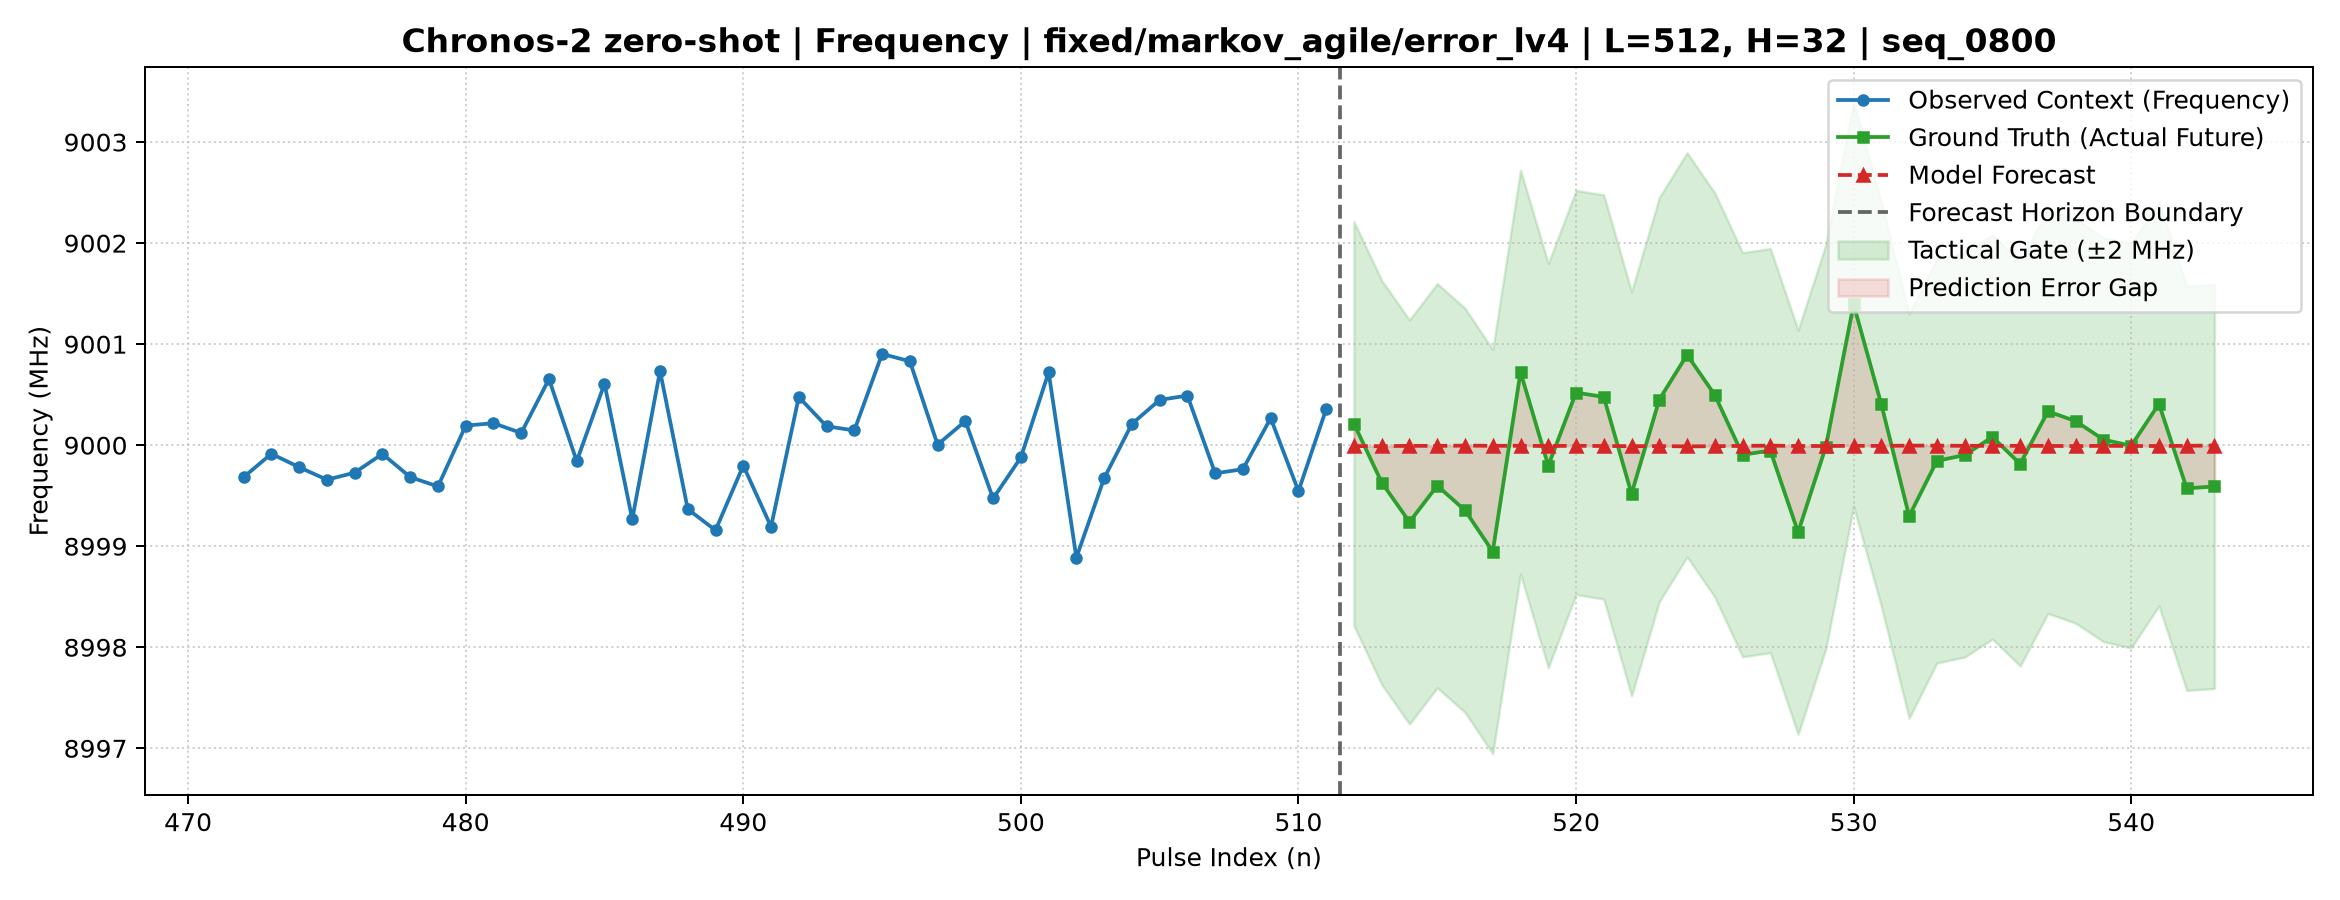 Chronos-2 zero-shot | Frequency | fixed/markov_agile/error_lv4 | L=512, H=32 | seq_0800
Observed Context (Frequency)
Ground Truth (Actual Future)
Model Forecast
Forecast Horizon Boundary
Tactical Gate (±2 MHz)
Prediction Error Gap
Frequency (MHz)
9003
9002
9001
9000
8999
8998
8997
470 480 490 500 510 520 530 540
Pulse Index (n)